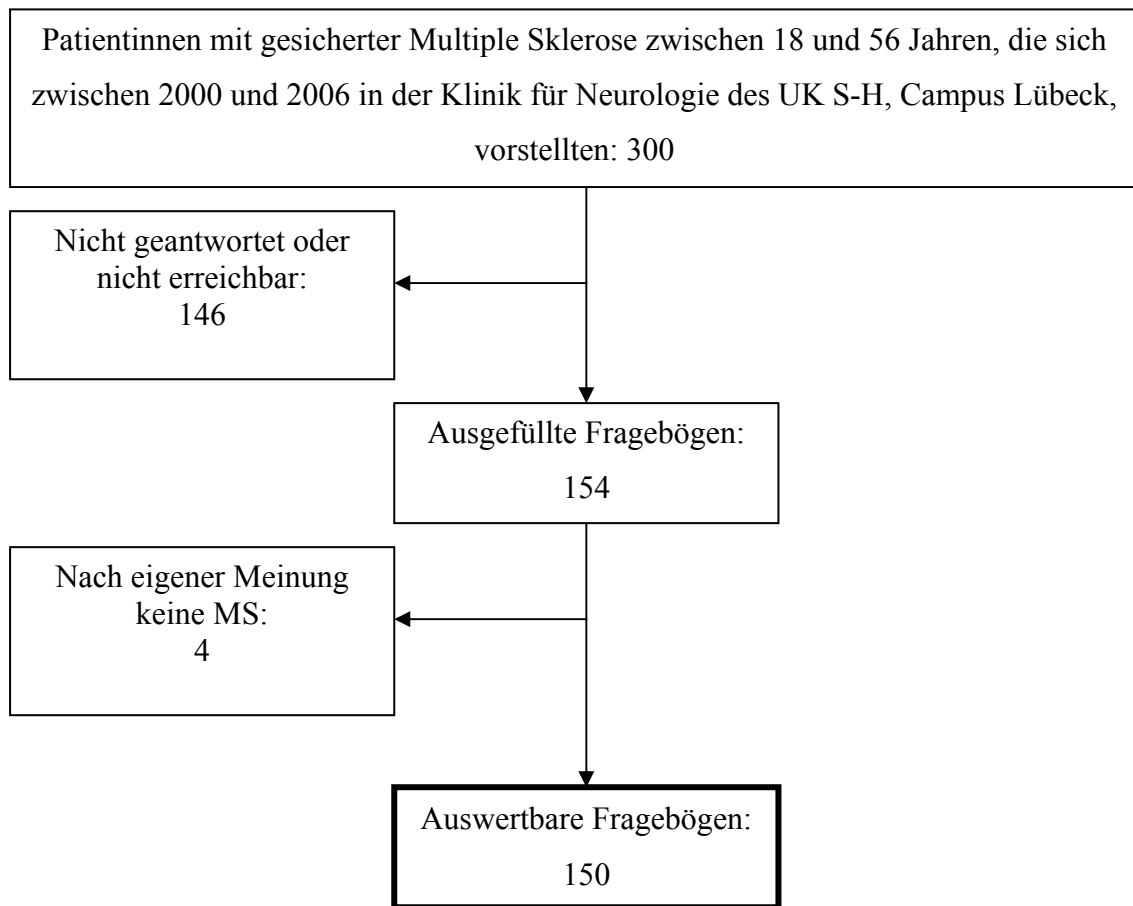 Patientinnen mit gesicherter Multiple Sklerose zwischen 18 und 56 Jahren, die sich
zwischen 2000 und 2006 in der Klinik für Neurologie des UK S-H, Campus Lübeck,
vorstellten: 300
Nicht geantwortet oder
nicht erreichbar:
146
Ausgefüllte Fragebögen:
154
Nach eigener Meinung
keine MS:
4
Auswertbare Fragebögen:
150